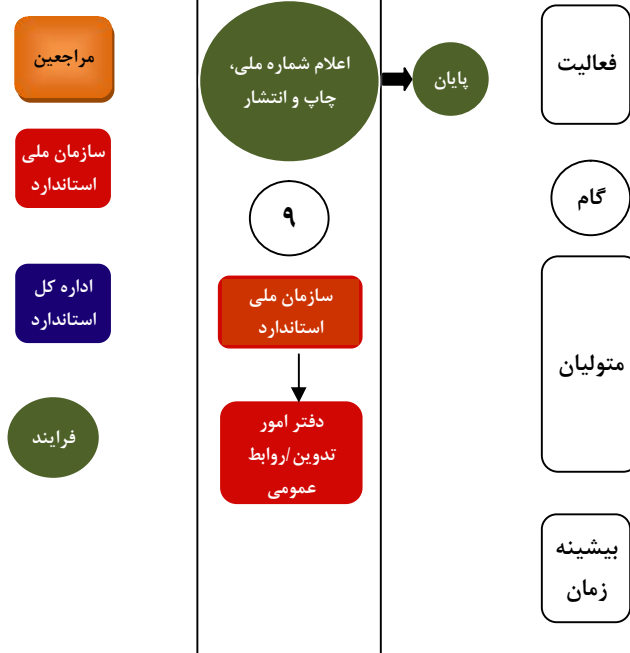 فعالیت
گام
متولیان
بیشینه
زمان
پایان
اعلام شماره ملی،
چاپ و انتشار
۹
سازمان ملی
استاندارد
دفتر امور
تدوین/روابط
عمومی
مراجعین
سازمان ملی
استاندارد
اداره کل
استاندارد
فرایند